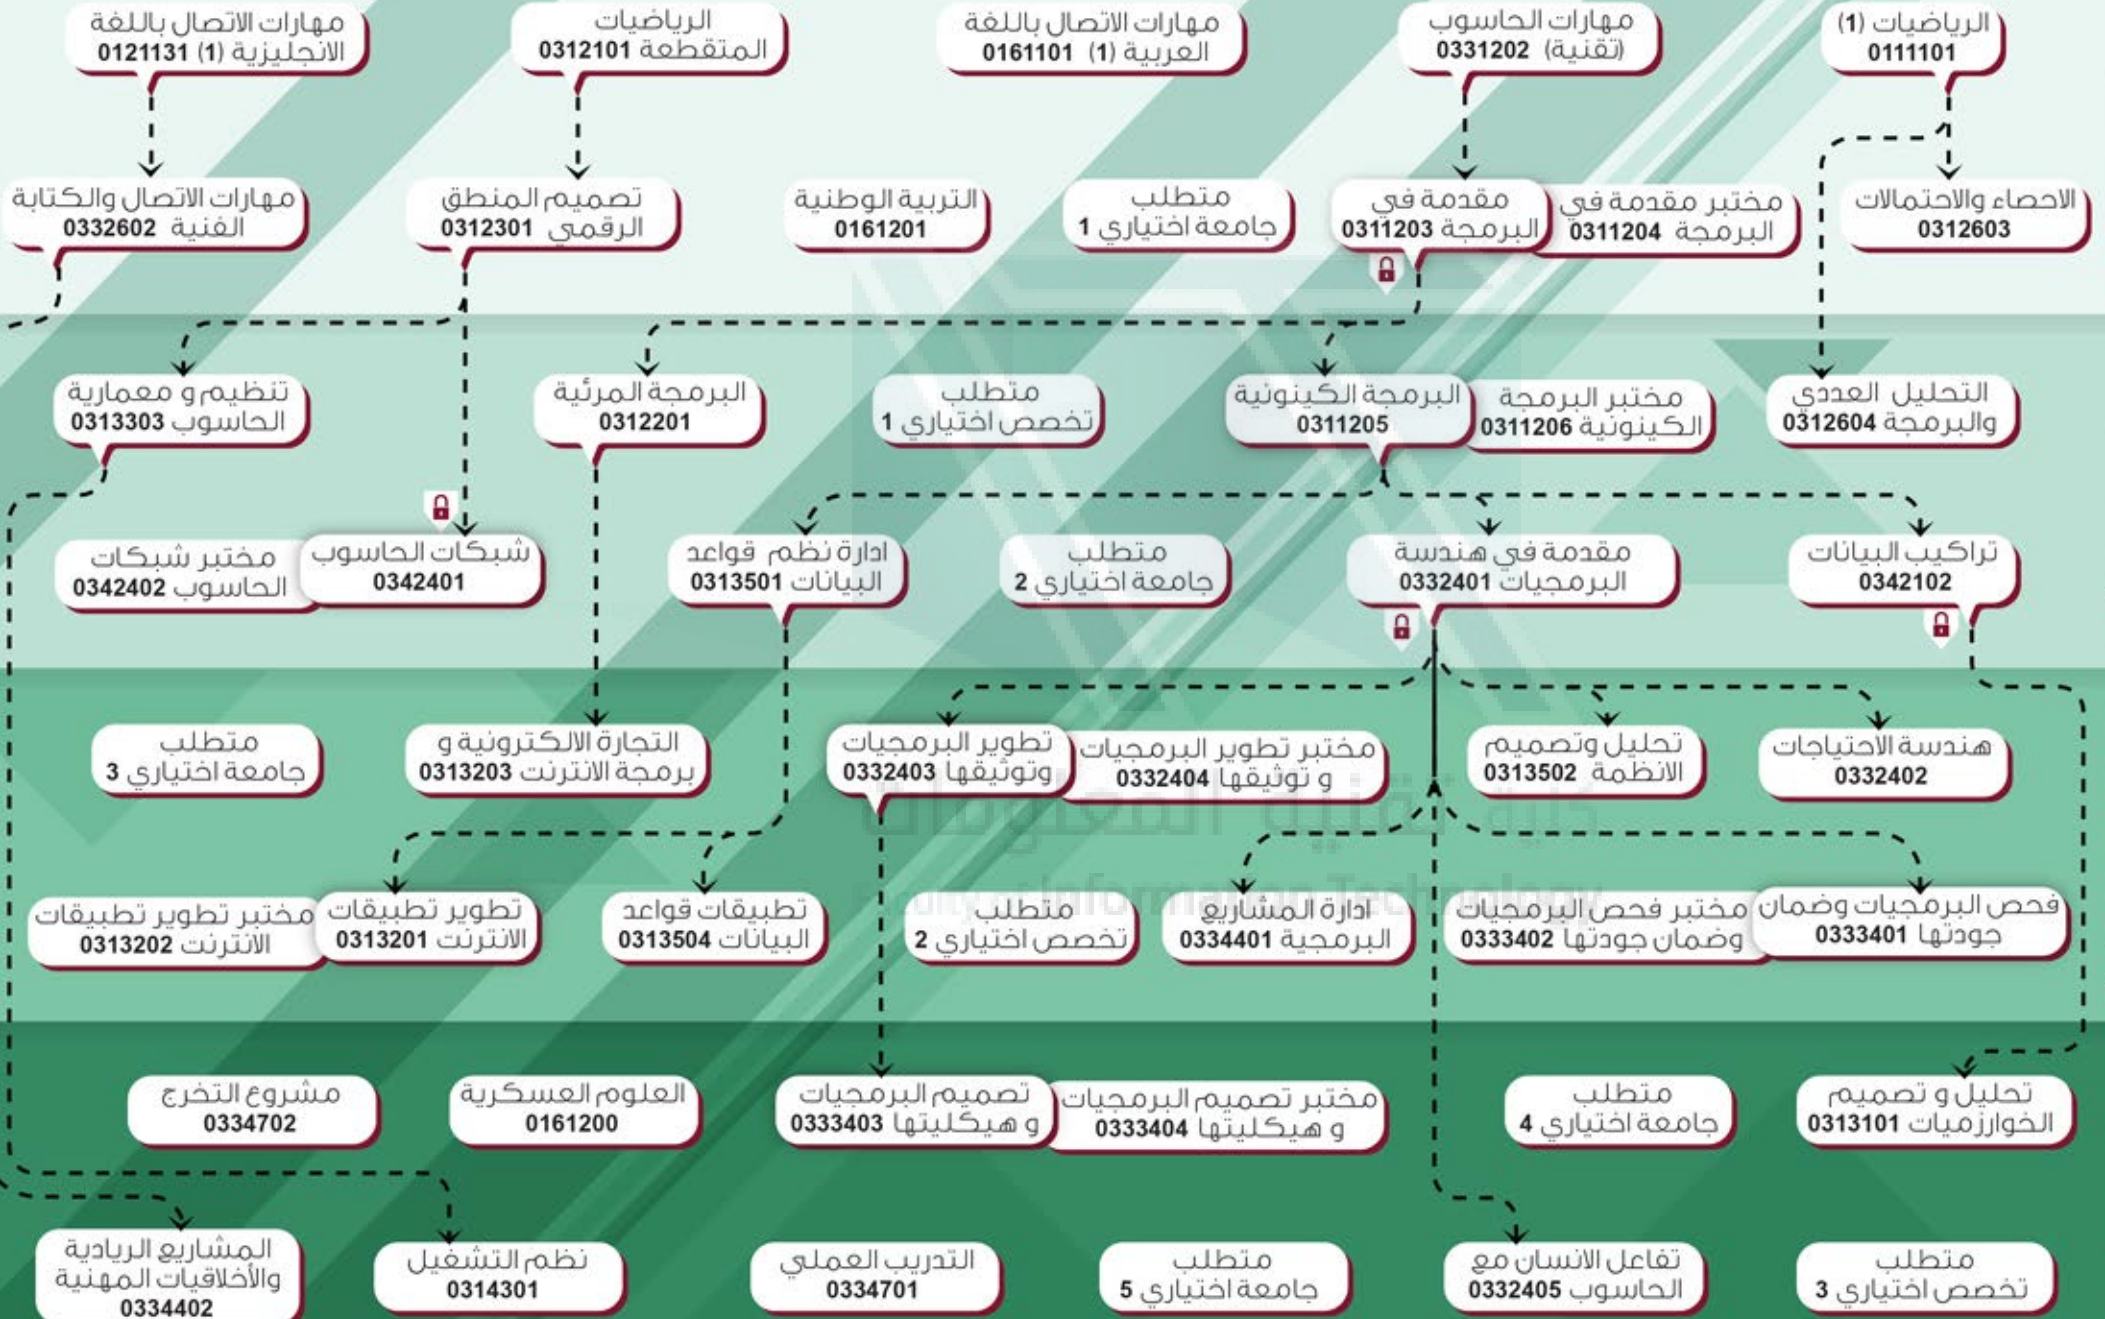 الرياضيات (1)
0111101
مهارات الحاسوب
(تقنية) 0331202
مهارات الاتصال باللغة
العربية (1) 0161101
الرياضيات
المتقطعة 0312101
مهارات الاتصال باللغة
الانجليزية (1) 0121131
الاحصاء والاحتمالات
0312603
مختبر مقدمة في
البرمجة 0311204
مقدمة في
البرمجة 0311203
متطلب
جامعة اختياري 1
التربية الوطنية
0161201
تصميم المنطق
الرقمي 0312301
مهارات الاتصال والكتابة
الفنية 0332602
التحليل العددي
والبرمجة 0312604
مختبر البرمجة
الكينونية 0311206
البرمجة الكينونية
0311205
متطلب
تخصص اختياري 1
البرمجة المرئية
0312201
تنظيم و معمارية
الحاسوب 0313303
تراكيب البيانات
0342102
مقدمة في هندسة
البرمجيات 0332401
متطلب
جامعة اختياري 2
ادارة نظم قواعد
البيانات 0313501
شبكات الحاسوب
0342401
مختبر شبكات
الحاسوب 0342402
هندسة الاحتياجات
0332402
تحليل وتصميم
الانظمة 0313502
مختبر تطوير البرمجيات
و توثيقها 0332404
تطوير البرمجيات
وتوثيقها 0332403
التجارة الالكترونية و
برمجة الانترنت 0313203
متطلب
جامعة اختياري 3
كلية تقنية المعلومات
Faculty of Information Technology
فحص البرمجيات وضمان
جودتها 0333401
مختبر فحص البرمجيات
وضمان جودتها 0333402
ادارة المشاريع
البرمجية 0334401
متطلب
تخصص اختياري 2
تطبيقات قواعد
البيانات 0313504
تطوير تطبيقات
الانترنت 0313201
مختبر تطوير تطبيقات
الانترنت 0313202
تحليل و تصميم
الخوارزميات 0313101
متطلب
جامعة اختياري 4
مختبر تصميم البرمجيات
و هيكليتها 0333404
تصميم البرمجيات
و هيكليتها 0333403
العلوم العسكرية
0161200
مشروع التخرج
0334702
متطلب
تخصص اختياري 3
تفاعل الانسان مع
الحاسوب 0332405
متطلب
جامعة اختياري 5
التدريب العملي
0334701
نظم التشغيل
0314301
المشاريع الريادية
والأخلاقيات المهنية
0334402